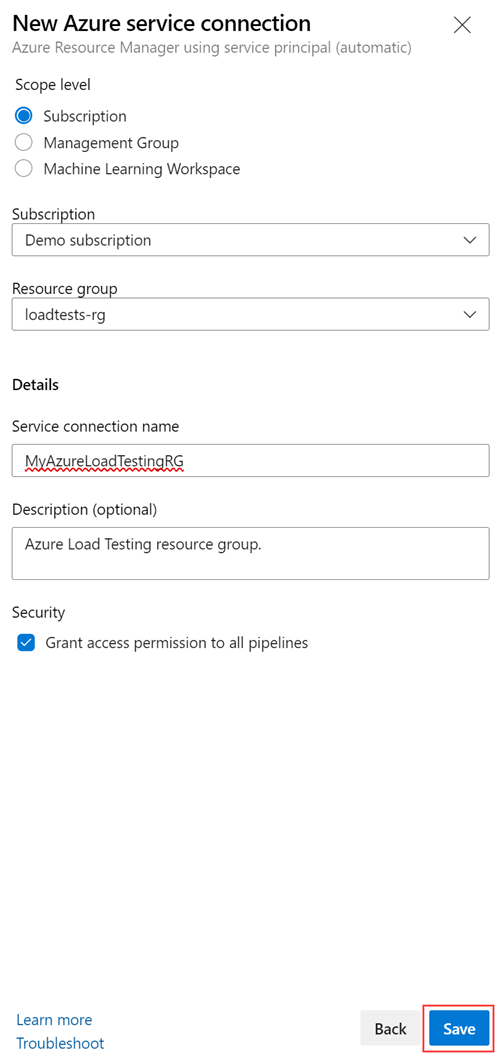 New Azure service connection
Azure Resource Manager using service principal (automatic)
Scope level
Subscription
Management Group
Machine Learning Workspace
Subscription
Demo subscription
Resource group
loadtests-rg
Details
Service connection name
MyAzureLoadTestingRG
Description (optional)
Azure Load Testing resource group.
Security
Grant access permission to all pipelines
Learn more
Troubleshoot
Back
Save